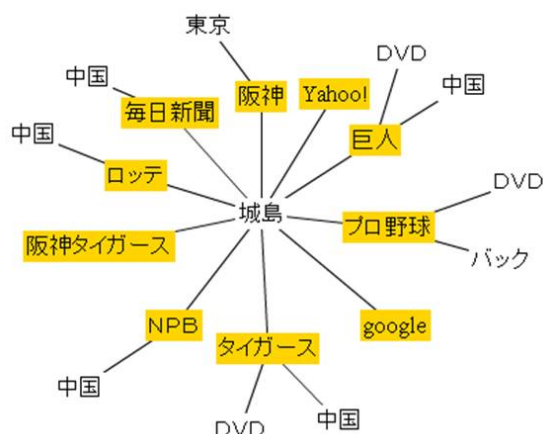 東京
DVD
中国
阪神
Yahoo!
中国
毎日新聞
巨人
中国
ロッテ
DVD
城島
プロ野球
阪神タイガース
バック
NPB
タイガース
google
中国
中国
DVD